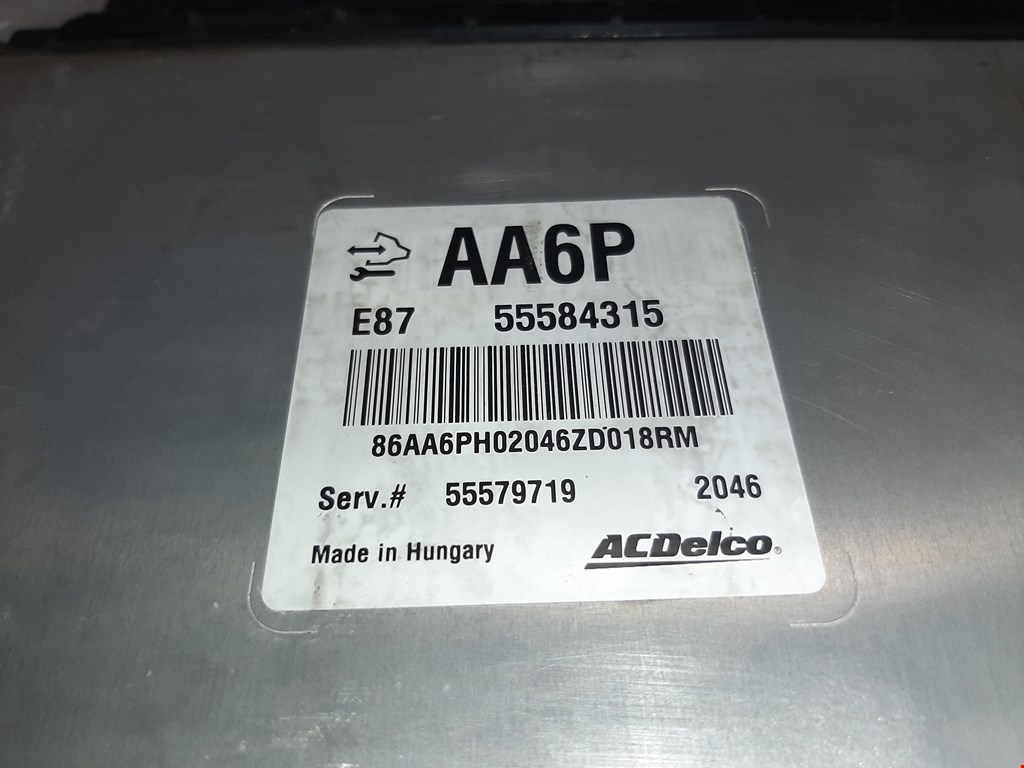 AA6P
E87 55584315
86AA6PH02046ZD018RM
Serv.# 55579719 2046
Made in Hungary ACDelco®